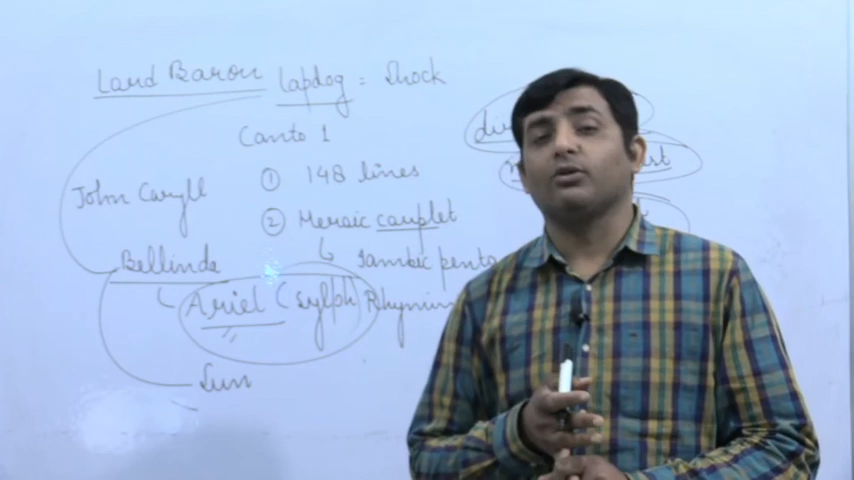 Lard Baron lapdog = Shock
Canto 1
① 148 lines
John Caryll
② Heroic couplet
Bellinda
Iambic penta
Ariel (Sylph Rhymin
Sun